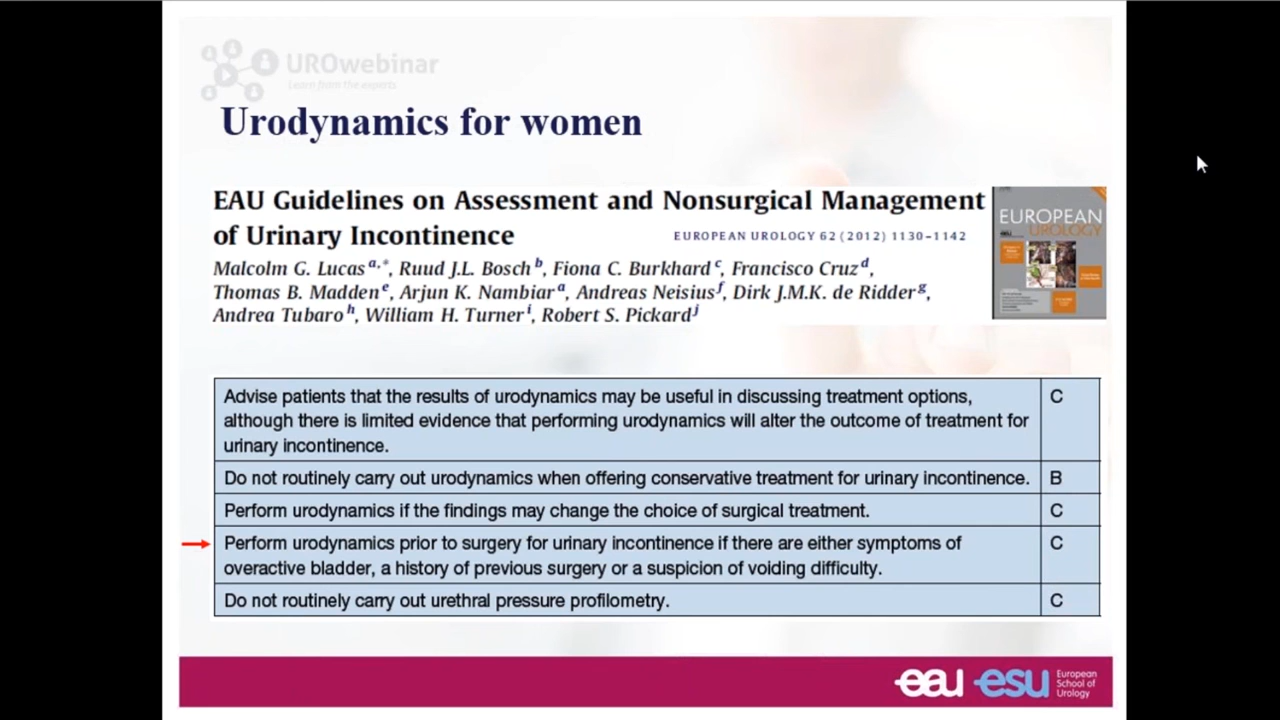 UROwebinar
Learn from the experts
Urodynamics for women
EAU Guidelines on Assessment and Nonsurgical Management
of Urinary Incontinence
EUROPEAN UROLOGY 62 (2012) 1130–1142
Malcolm G. Lucas a,*, Ruud J.L. Bosch b, Fiona C. Burkhard c, Francisco Cruz d,
Thomas B. Madden e, Arjun K. Nambiar a, Andreas Neisius f, Dirk J.M.K. de Ridder g,
Andrea Tubaro h, William H. Turner i, Robert S. Pickard j
EUROPEAN
UROLOGY
Advise patients that the results of urodynamics may be useful in discussing treatment options, C
although there is limited evidence that performing urodynamics will alter the outcome of treatment for
urinary incontinence.
Do not routinely carry out urodynamics when offering conservative treatment for urinary incontinence. B
Perform urodynamics if the findings may change the choice of surgical treatment. C
Perform urodynamics prior to surgery for urinary incontinence if there are either symptoms of C
overactive bladder, a history of previous surgery or a suspicion of voiding difficulty.
Do not routinely carry out urethral pressure profilometry. C
eau esu European
School of
Urology